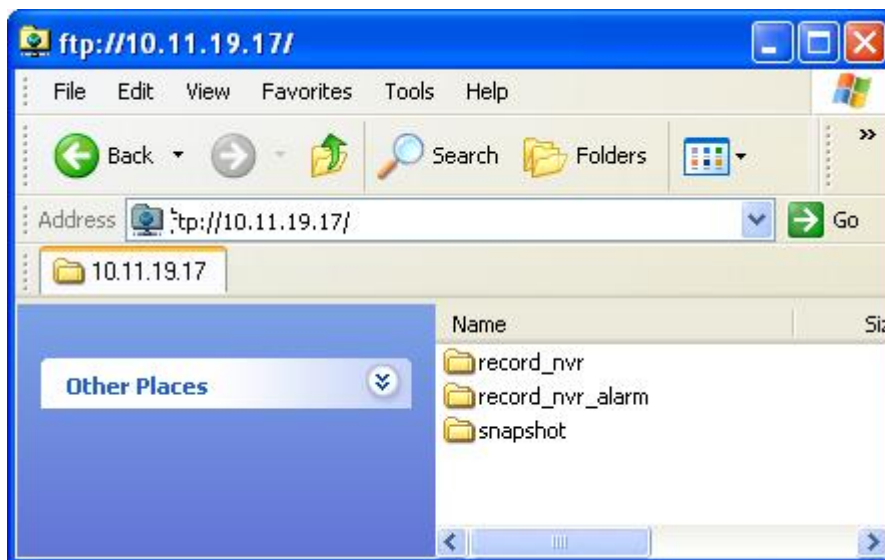 ftp://10.11.19.17/
File Edit View Favorites Tools Help
Back Search Folders »
Address tp://10.11.19.17/ Go
10.11.19.17
Name Siz
Other Places
record_nvr
record_nvr_alarm
snapshot